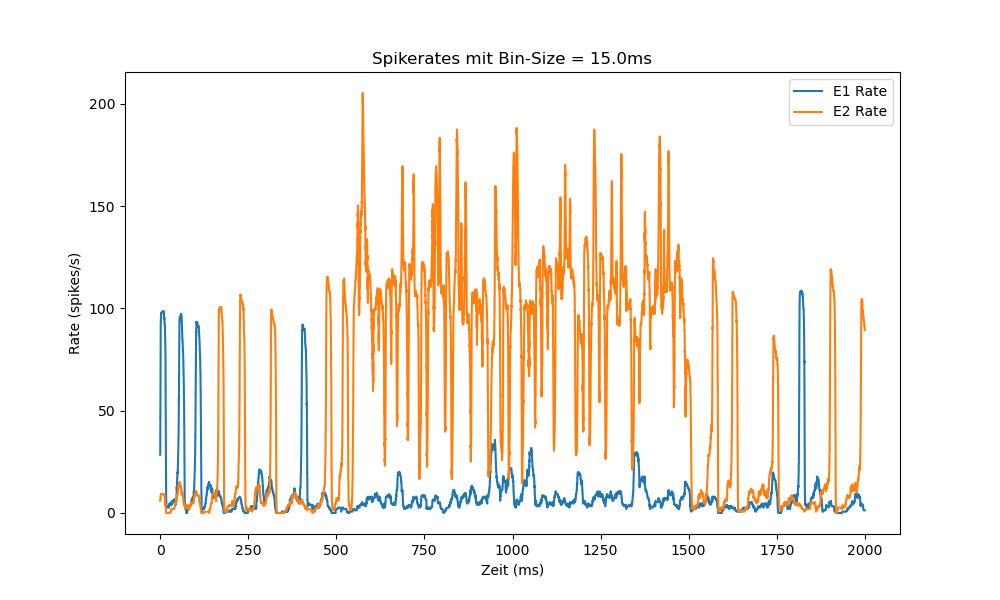 Spikerates mit Bin-Size = 15.0ms
E1 Rate
E2 Rate
200
150
100
50
0
Rate (spikes/s)
0 250 500 750 1000 1250 1500 1750 2000
Zeit (ms)